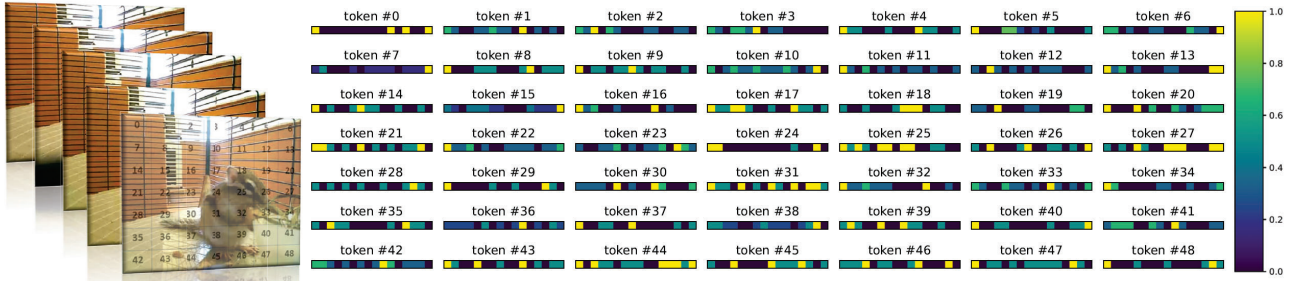 token #0 token #1 token #2 token #3 token #4 token #5 token #6
token #7 token #8 token #9 token #10 token #11 token #12 token #13
token #14 token #15 token #16 token #17 token #18 token #19 token #20
token #21 token #22 token #23 token #24 token #25 token #26 token #27
token #28 token #29 token #30 token #31 token #32 token #33 token #34
token #35 token #36 token #37 token #38 token #39 token #40 token #41
token #42 token #43 token #44 token #45 token #46 token #47 token #48
1.0
0.8
0.6
0.4
0.2
0.0
0 2 3 4 5 6
7 8 9 10 11 12 13
14 15 16 17 18 19 20
21 22 23 24 25 26 27
28 29 30 31 32 33 34
35 36 37 38 39 40 41
42 43 44 45 46 47 48